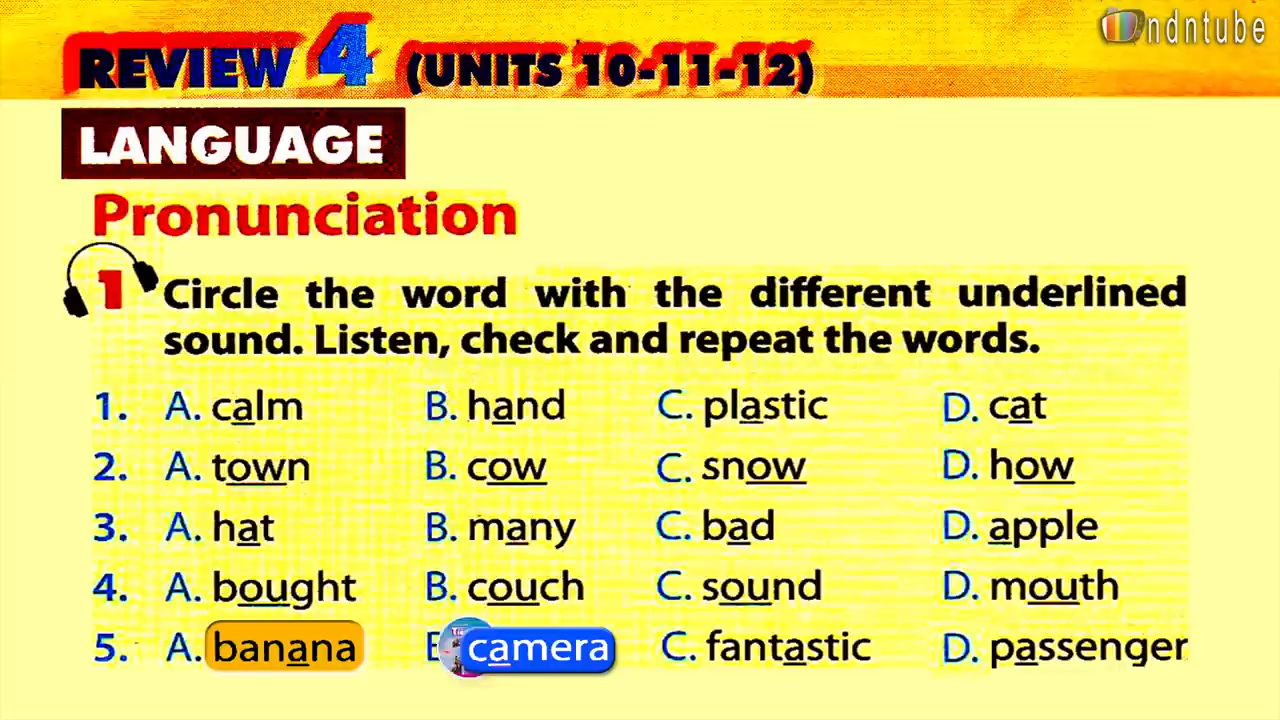 ndntube
REVIEW 4 (UNITS 10-11-12)
LANGUAGE
Pronunciation
1 Circle the word with the different underlined
sound. Listen, check and repeat the words.
1. A. calm B. hand C. plastic D. cat
2. A. town B. cow C. snow D. how
3. A. hat B. many C. bad D. apple
4. A. bought B. couch C. sound D. mouth
5. A. banana B. camera C. fantastic D. passenger